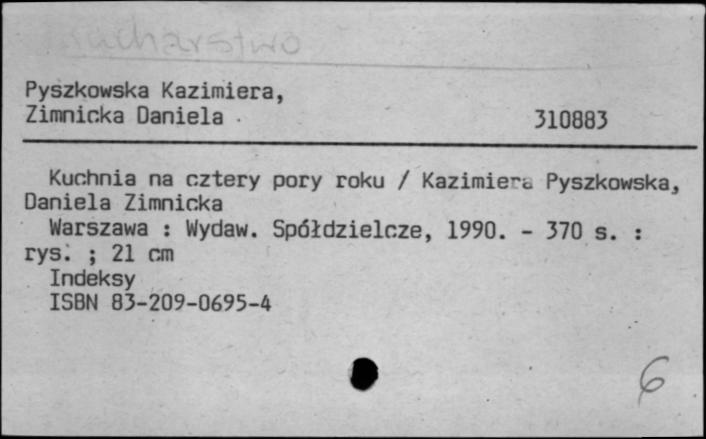 Kucharstwo
Pyszkowska Kazimiera,
Zimnicka Daniela 310883
Kuchnia na cztery pory roku / Kazimiera Pyszkowska,
Daniela Zimnicka
Warszawa : Wydaw. Spółdzielcze, 1990. - 370 s. :
rys. ; 21 cm
Indeksy
ISBN 83-209-0695-4
6